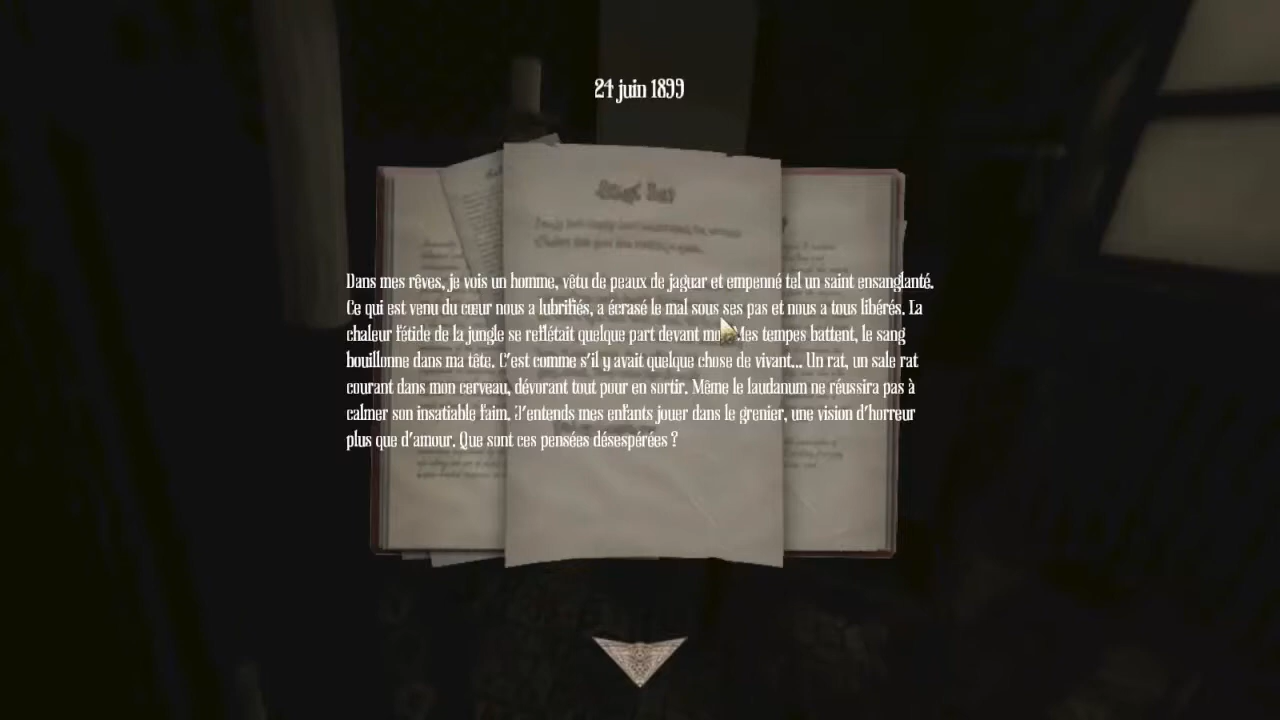 24 juin 1899
Dans mes rêves, je vois un homme, vêtu de peaux de jaguar et empenné tel un saint ensanglanté.
Ce qui est venu du cœur nous a lubrifiés, a écrasé le mal sous ses pas et nous a tous libérés. La
chaleur fétide de la jungle se reflétait quelque part devant Mes tempes battent, le sang
bouillonne dans ma tête. C'est comme s'il y avait quelque chose de vivant... Un rat, un sale rat
courant dans mon cerveau, dévorant tout pour en sortir. Même le laudanum ne réussira pas à
calmer son insatiable faim. J'entends mes enfants jouer dans le grenier, une vision d'horreur
plus que d'amour. Que sont ces pensées désespérées ?